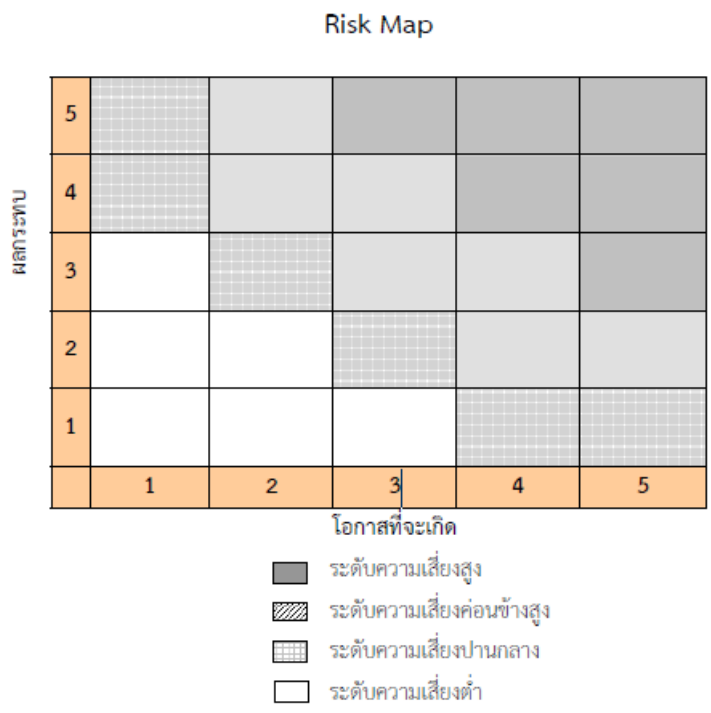 Risk Map
5
4
ผลกระทบ
3
2
1
1 2 3 4 5
โอกาสที่จะเกิด
ระดับความเสี่ยงสูง
ระดับความเสี่ยงค่อนข้างสูง
ระดับความเสี่ยงปานกลาง
ระดับความเสี่ยงต่ำ